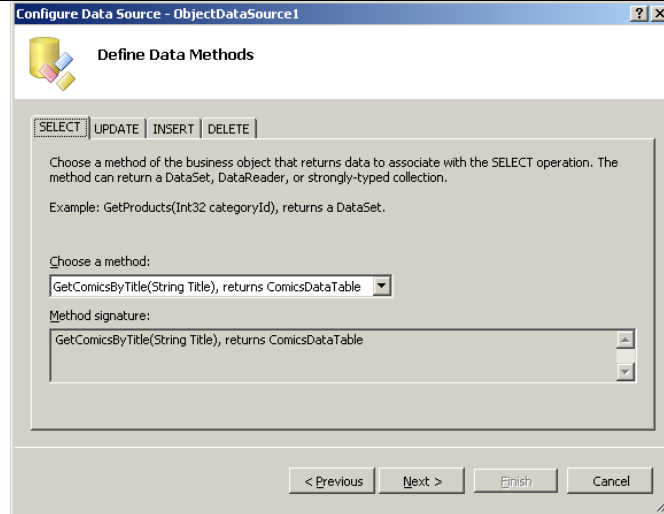 Configure Data Source - ObjectDataSource1
Define Data Methods
SELECT UPDATE INSERT DELETE
Choose a method of the business object that returns data to associate with the SELECT operation. The
method can return a DataSet, DataReader, or strongly-typed collection.
Example: GetProducts(Int32 categoryId), returns a DataSet.
Choose a method:
GetComicsByTitle(String Title), returns ComicsDataTable
Method signature:
GetComicsByTitle(String Title), returns ComicsDataTable
< Previous Next > Finish Cancel